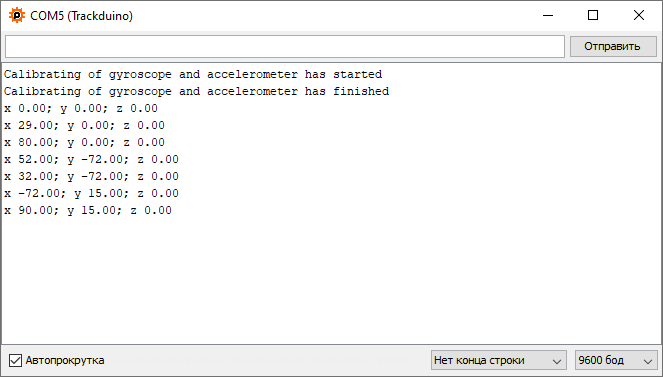 COM5 (Trackduino)
Отправить
Calibrating of gyroscope and accelerometer has started
Calibrating of gyroscope and accelerometer has finished
x 0.00; y 0.00; z 0.00
x 29.00; y 0.00; z 0.00
x 80.00; y 0.00; z 0.00
x 52.00; y -72.00; z 0.00
x 32.00; y -72.00; z 0.00
x -72.00; y 15.00; z 0.00
x 90.00; y 15.00; z 0.00
Автопрокрутка
Нет конца строки
9600 бод